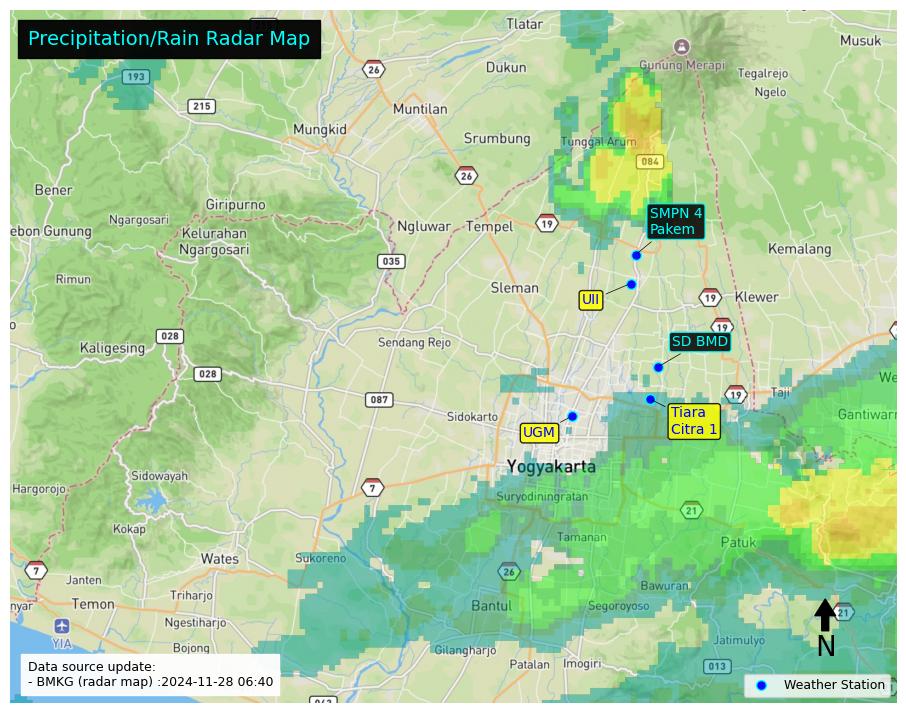 Tlatar
Musuk
Precipitation/Rain Radar Map
26
Dukun
Gunung Merapi
Tegalrejo
193
Ngelo
215
Muntilan
Mungkid
Srumbung
Tunggal Arum
084
26
Bener
Giripurno
SMPN 4
Pakem
Ngargosari
ebon Gunung
Kelurahan
Ngargosari
Ngluwar
Tempel
19
Kemalang
035
Rimun
Sleman
UII
19
Klewer
19
028
Kaligesing
Sendang Rejo
SD BMD
028
We
087
19
Taji
Sidokarto
Tiara
Citra 1
Gantiwarn
UGM
Yogyakarta
Sidowayah
Hargorojo
7
Suryodiningratan
21
Kokap
Tamanan
Patuk
Wates
Sukoreno
7
26
Janten
Bawuran
nyar
Temon
Triharjo
Bantul
Segoroyoso
21
Ngestiharjo
YIA
Bojong
Gilangharjo
Jatimulyo
N
Patalan
Imogiri
013
Data source update:
- BMKG (radar map) :2024-11-28 06:40
Weather Station